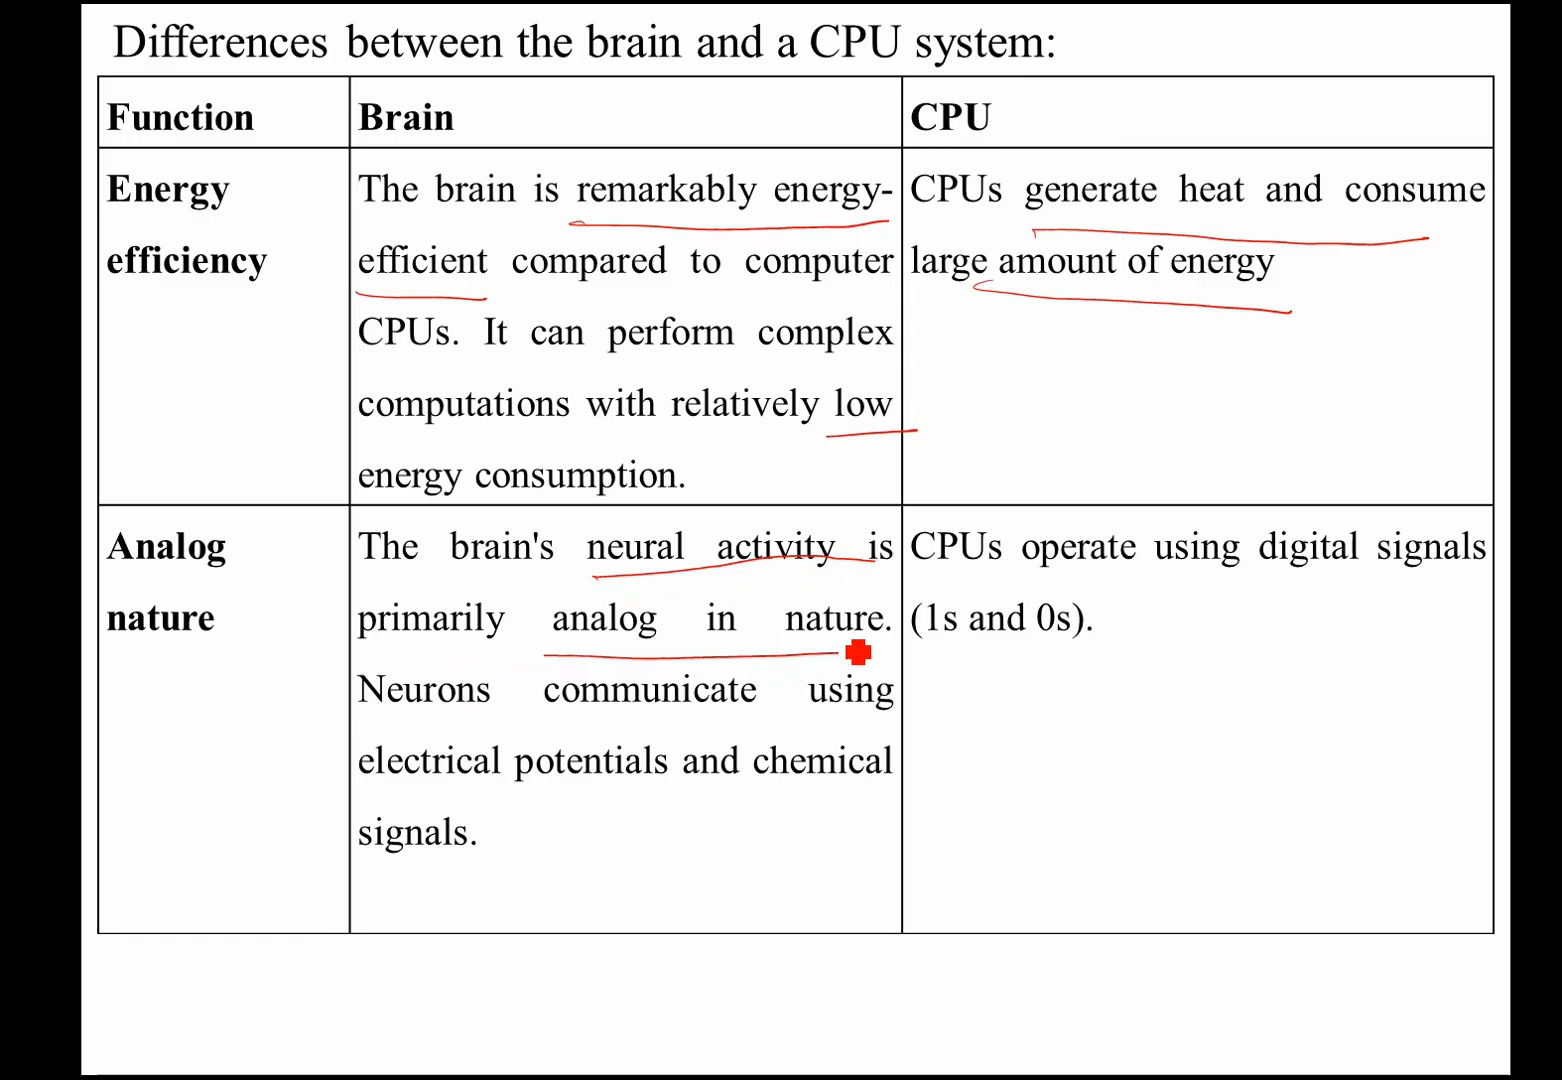 Differences between the brain and a CPU system:
Function
Brain
CPU
Energy
efficiency
The brain is remarkably energy-
efficient compared to computer
CPUs. It can perform complex
computations with relatively low
energy consumption.
CPUs generate heat and consume
large amount of energy
Analog
nature
The brain's neural activity is
primarily analog in nature.
Neurons communicate using
electrical potentials and chemical
signals.
CPUs operate using digital signals
(1s and 0s).